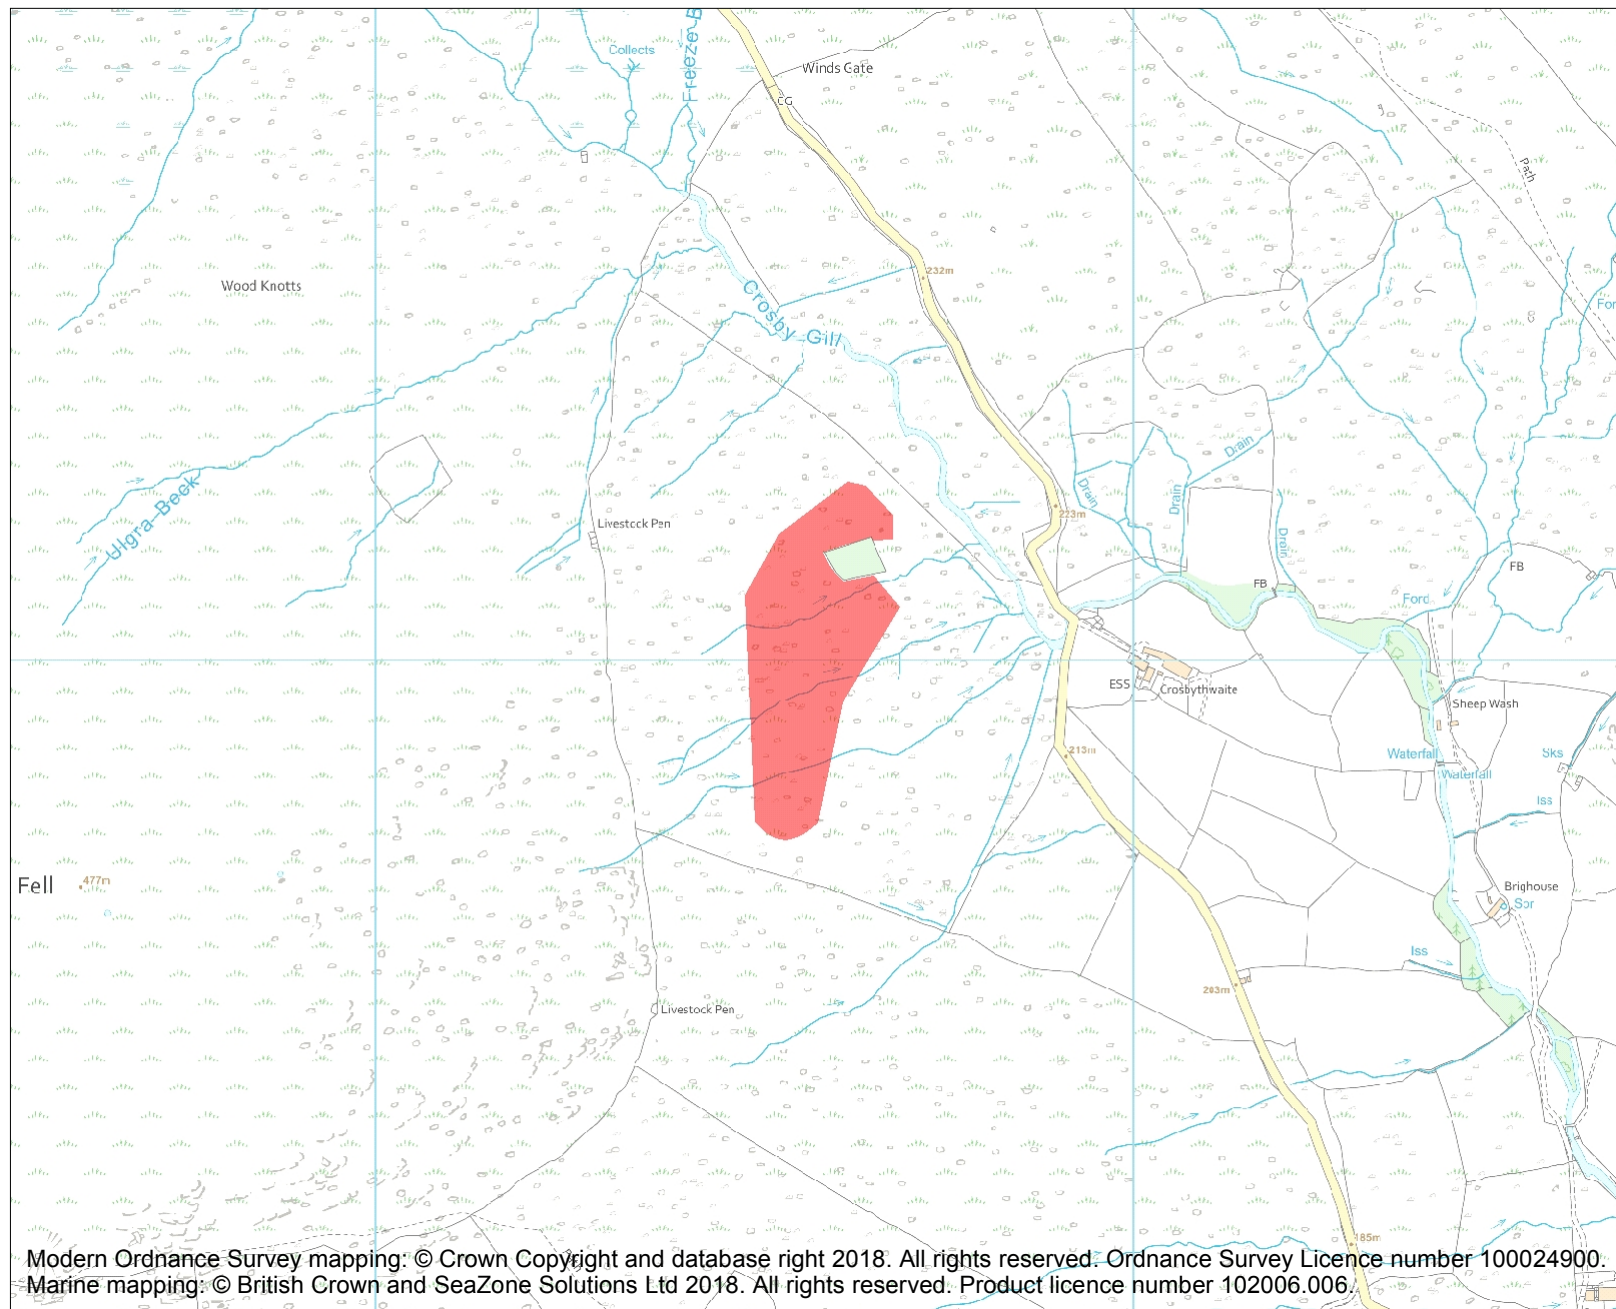 Collects
Freeze B
Winds Gate
CG
Path
232m
Wood Knotts
Crosby Gill
For
Drain
Drain
Drain
Drain
Ulgra Beck
Livestock Pen
223m
FB
FB
Ford
ESS
Crosbythwaite
Sheep Wash
213m
Waterfall
Waterfall
Sks
Iss
Fell
477m
Brighouse
Spr
Iss
203m
Livestock Pen
185m
Modern Ordnance Survey mapping: © Crown Copyright and database right 2018. All rights reserved. Ordnance Survey Licence number 100024900.
Marine mapping: © British Crown and SeaZone Solutions Ltd 2018. All rights reserved. Product licence number 102006.006.